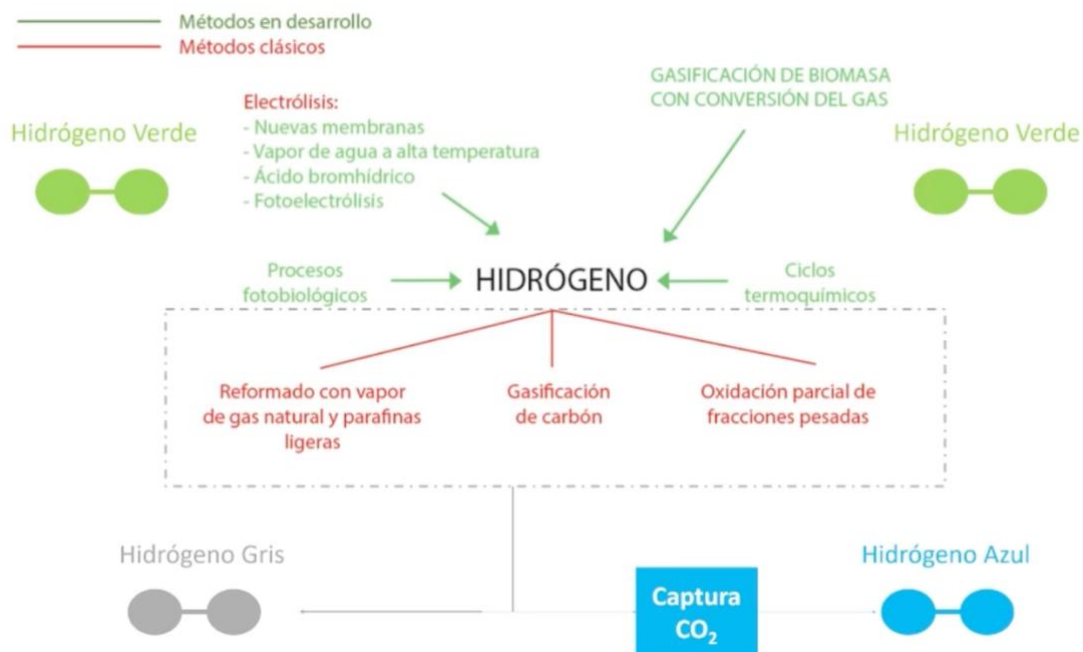 Métodos en desarrollo
Métodos clásicos
GASIFICACIÓN DE BIOMASA
CON CONVERSIÓN DEL GAS
Electrólisis:
- Nuevas membranas
- Vapor de agua a alta temperatura
- Ácido bromhídrico
- Fotoelectrólisis
Hidrógeno Verde
Hidrógeno Verde
Procesos
fotobiológicos
HIDRÓGENO
Ciclos
termoquímicos
Reformado con vapor
de gas natural y parafinas
ligeras
Gasificación
de carbón
Oxidación parcial de
fracciones pesadas
Hidrógeno Gris
Hidrógeno Azul
Captura
CO₂